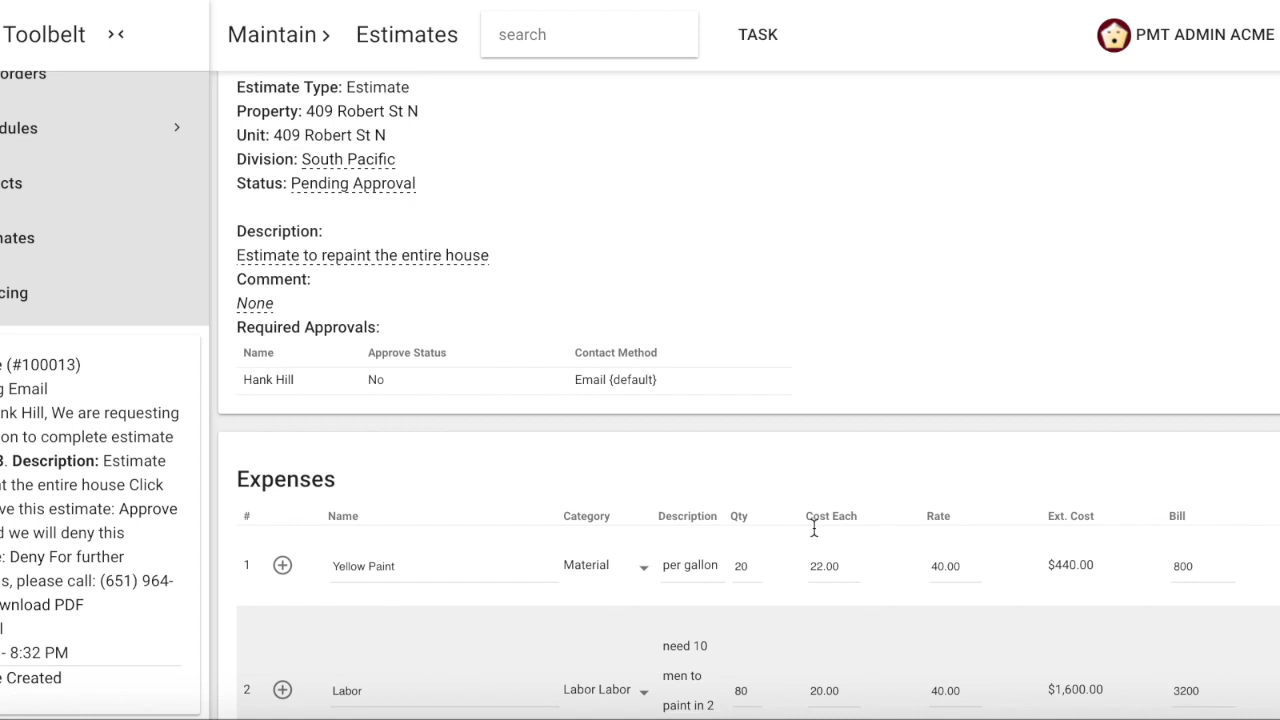 Toolbelt
Maintain > Estimates
search
TASK
PMT ADMIN ACME
orders
dules
cts
nates
cing
e (#100013)
g Email
nk Hill, We are requesting
on to complete estimate
3. Description: Estimate
nt the entire house Click
ve this estimate: Approve
d we will deny this
e: Deny For further
s, please call: (651) 964-
wnload PDF
l
- 8:32 PM
e Created
Estimate Type: Estimate
Property: 409 Robert St N
Unit: 409 Robert St N
Division: South Pacific
Status: Pending Approval
Description:
Estimate to repaint the entire house
Comment:
None
Required Approvals:
Name Approve Status Contact Method
Hank Hill No Email {default}
Expenses
# Name Category Description Qty Cost Each Rate Ext. Cost Bill
1 Yellow Paint Material per gallon 20 22.00 40.00 $440.00 800
2 Labor Labor Labor need 10 men to paint in 2 80 20.00 40.00 $1,600.00 3200